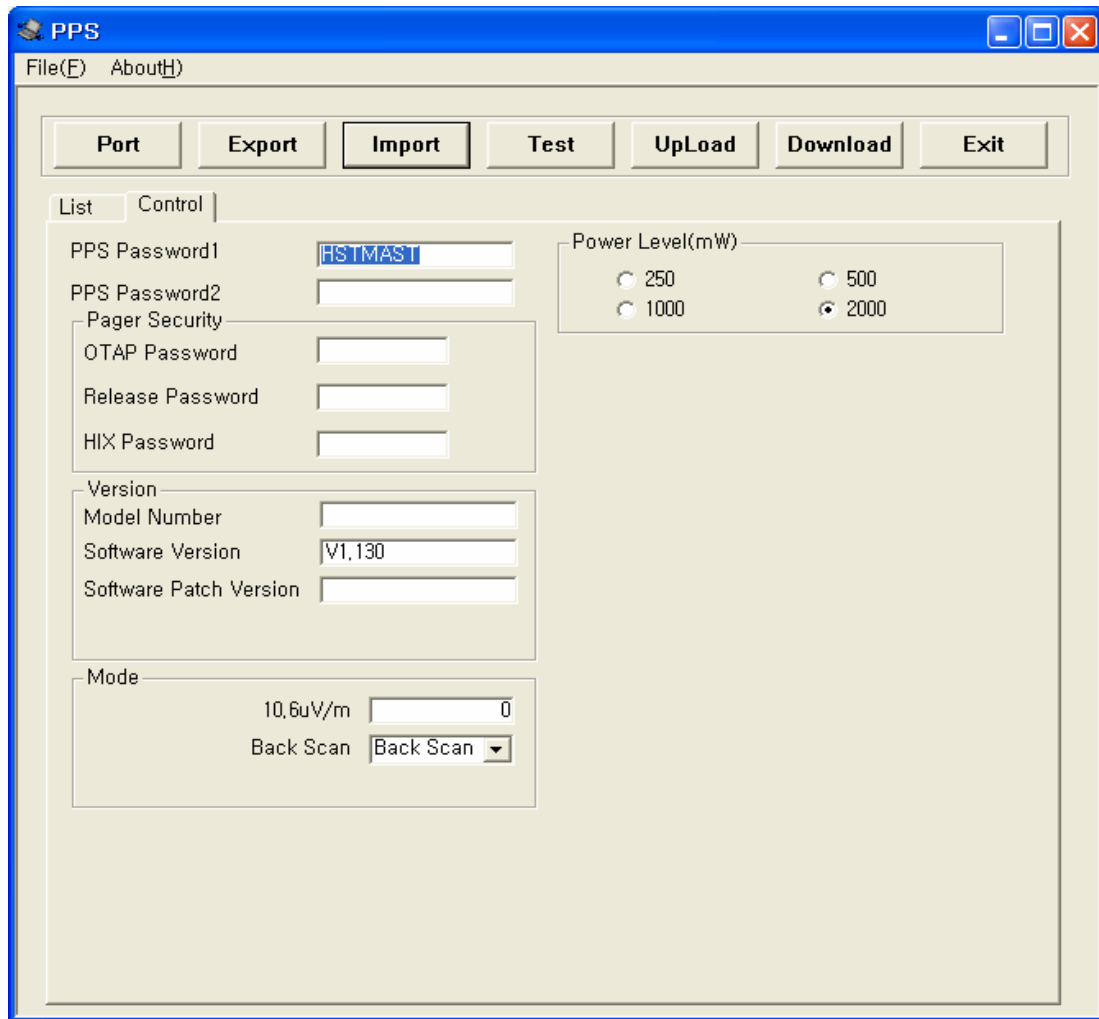 PPS
File(F) AboutH)
Port Export Import Test UpLoad Download Exit
List Control
PPS Password1 HSTMAST
PPS Password2
Pager Security
OTAP Password
Release Password
HIX Password
Version
Model Number
Software Version V1,130
Software Patch Version
Mode
10,6uV/m 0
Back Scan Back Scan
Power Level(mW)
250 500
1000 2000